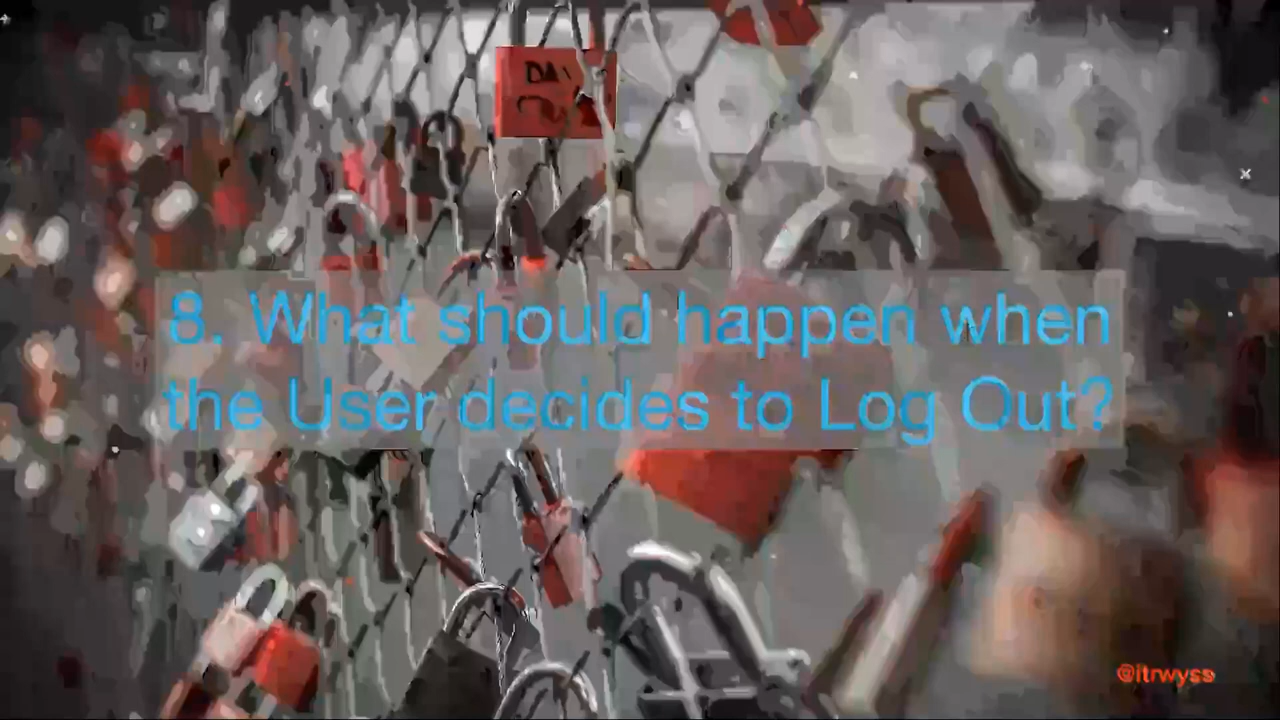 8. What should happen when
the User decides to Log Out?
@itrwyss